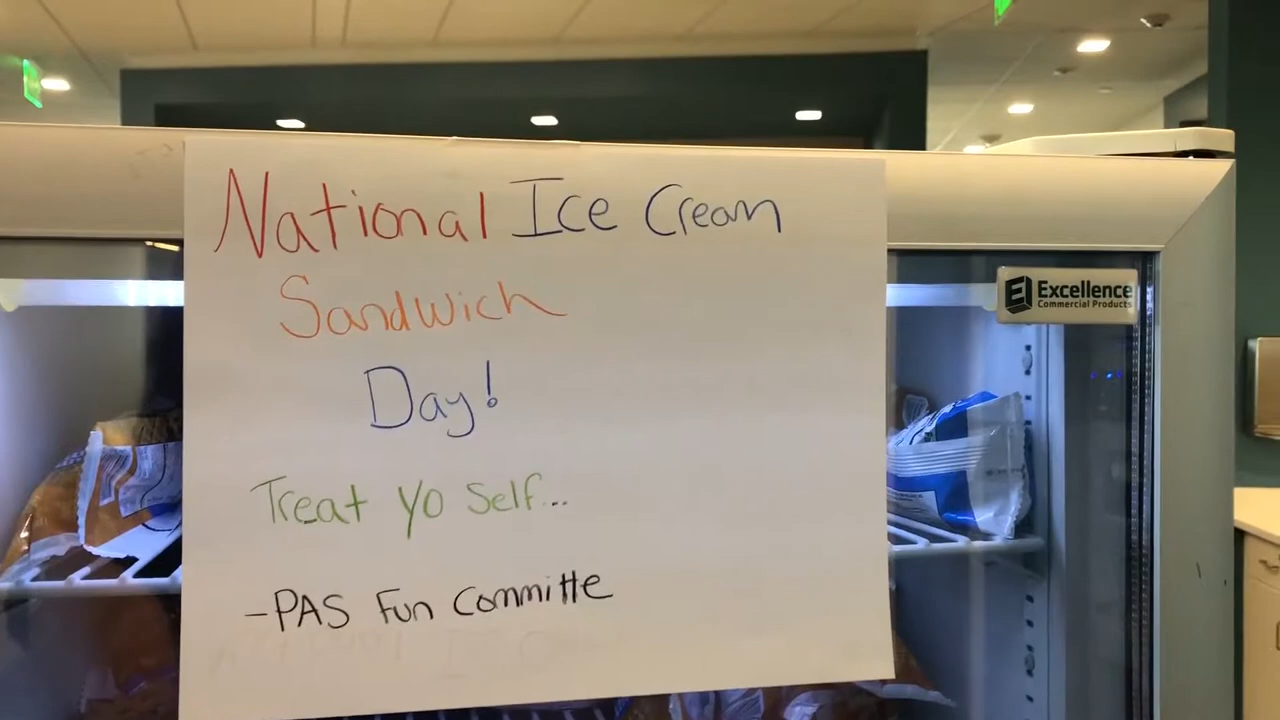 National Ice Cream
Sandwich
Day!
Treat Yo Self...
-PAS Fun Committe
Excellence
Commercial Products